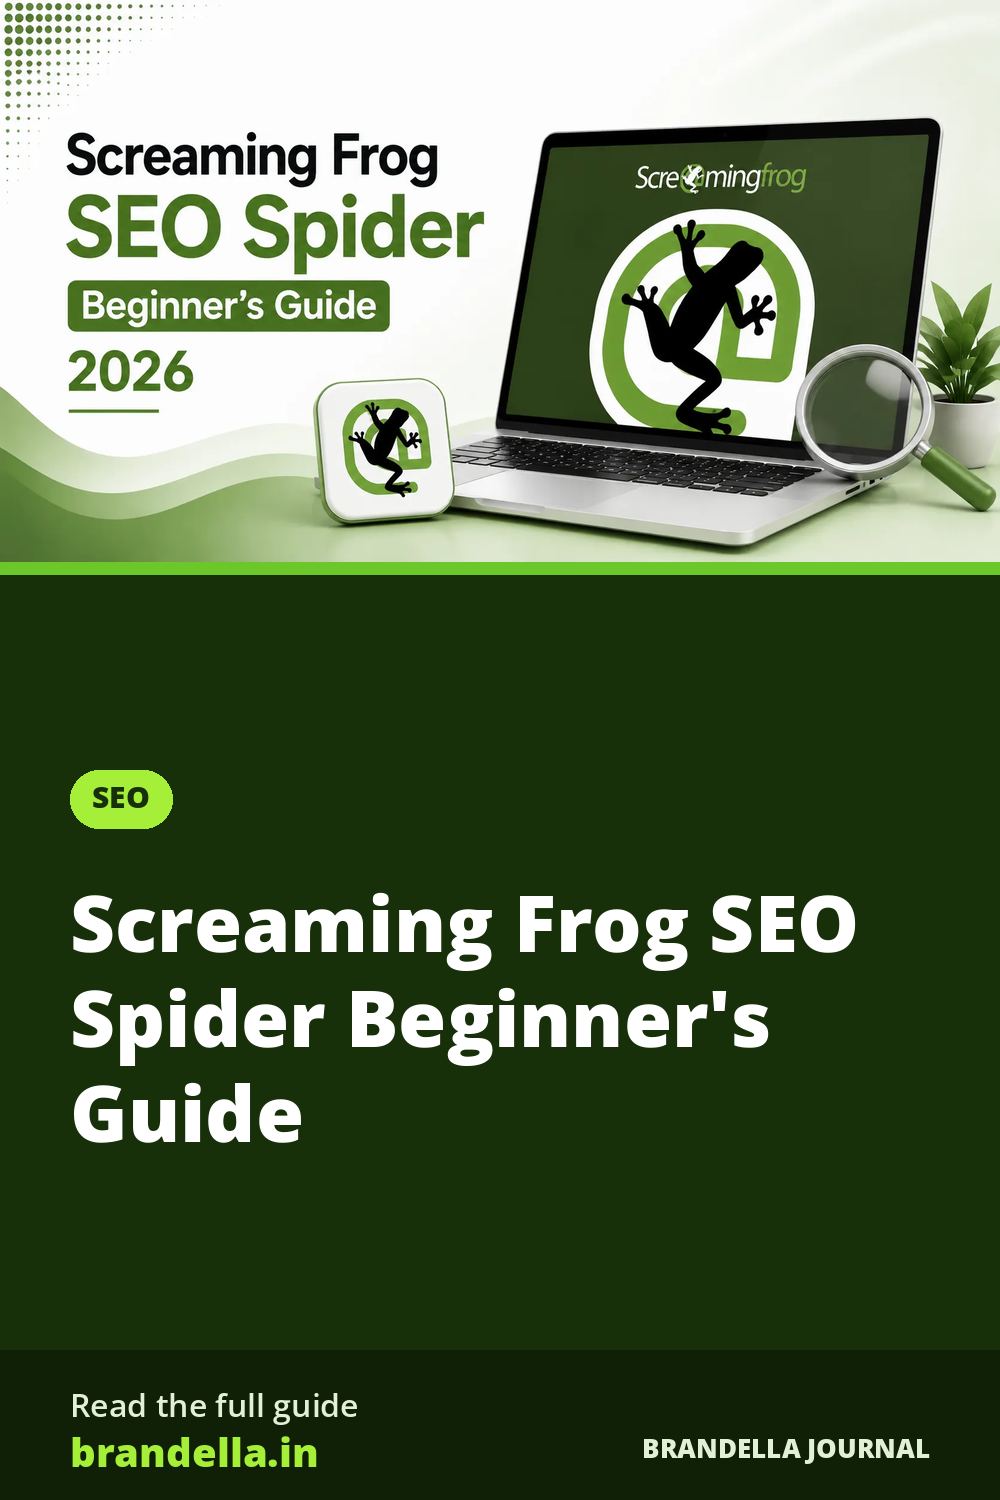 Screaming Frog
SEO Spider
Beginner’s Guide
2026
Screamingfrog
SEO
Screaming Frog SEO
Spider Beginner's
Guide
Read the full guide
brandella.in
BRANDELLA JOURNAL